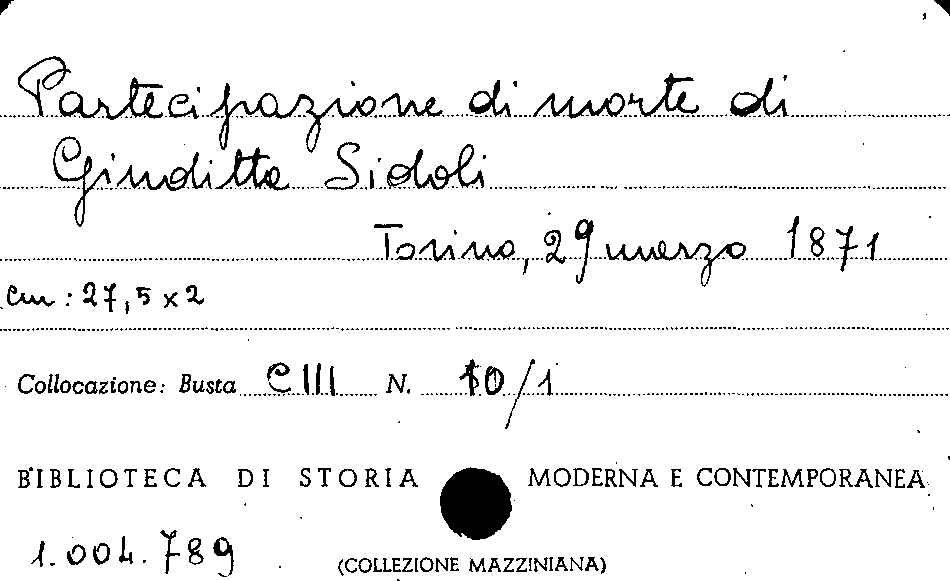 Partecipazione di morte di
Giuditta Sidoli
Torino, 29 marzo 1871
cm: 27,5 x 2
Collocazione: Busta CIII N. 10/1
BIBLIOTECA DI STORIA MODERNA E CONTEMPORANEA
1.004.789
(COLLEZIONE MAZZINIANA)